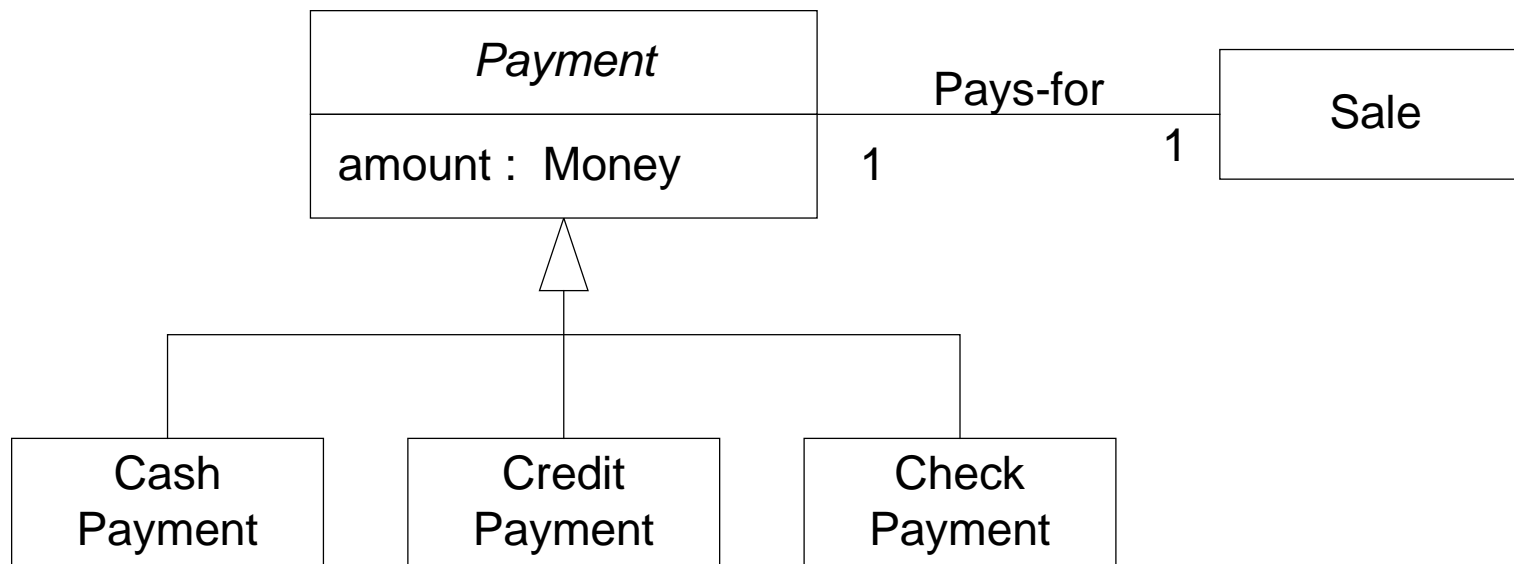 Payment
Pays-for
Sale
amount : Money
1
1
Cash
Payment
Credit
Payment
Check
Payment